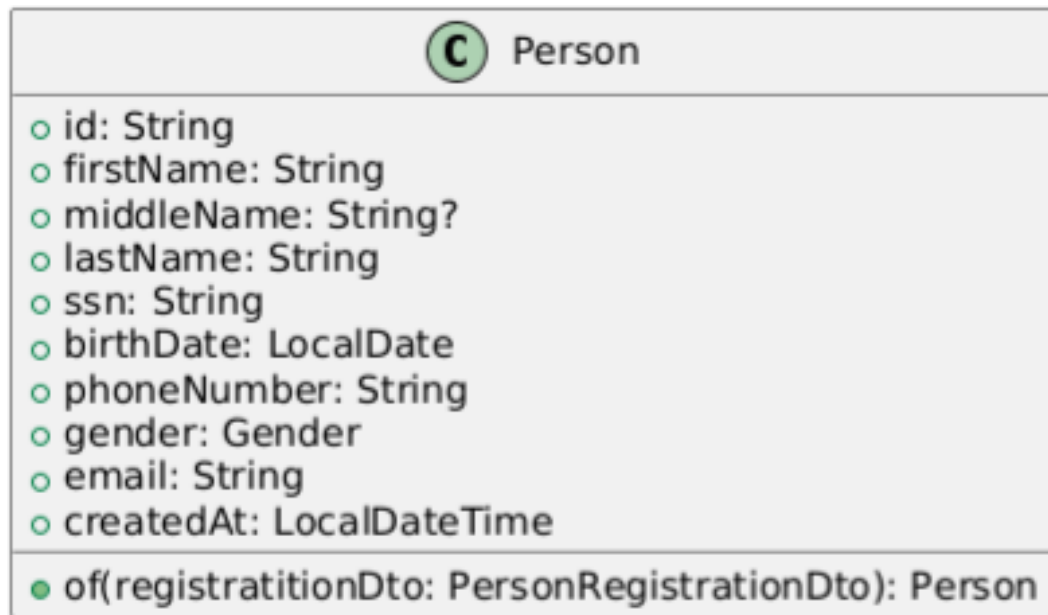 C Person
id: String
firstName: String
middleName: String?
lastName: String
ssn: String
birthDate: LocalDate
phoneNumber: String
gender: Gender
email: String
createdAt: LocalDateTime
of(registratitionDto: PersonRegistrationDto): Person